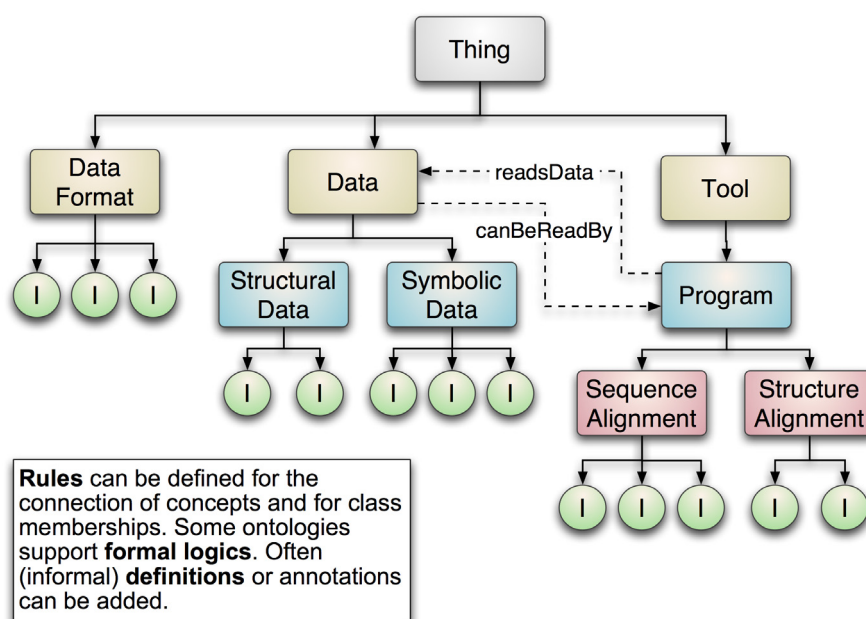 Thing
Data
Format
Data
readsData
Tool
canBeReadBy
Structural
Data
Symbolic
Data
Program
I
I
I
I
I
I
I
I
Sequence
Alignment
Structure
Alignment
I
I
I
I
I
Rules can be defined for the
connection of concepts and for class
memberships. Some ontologies
support formal logics. Often
(informal) definitions or annotations
can be added.